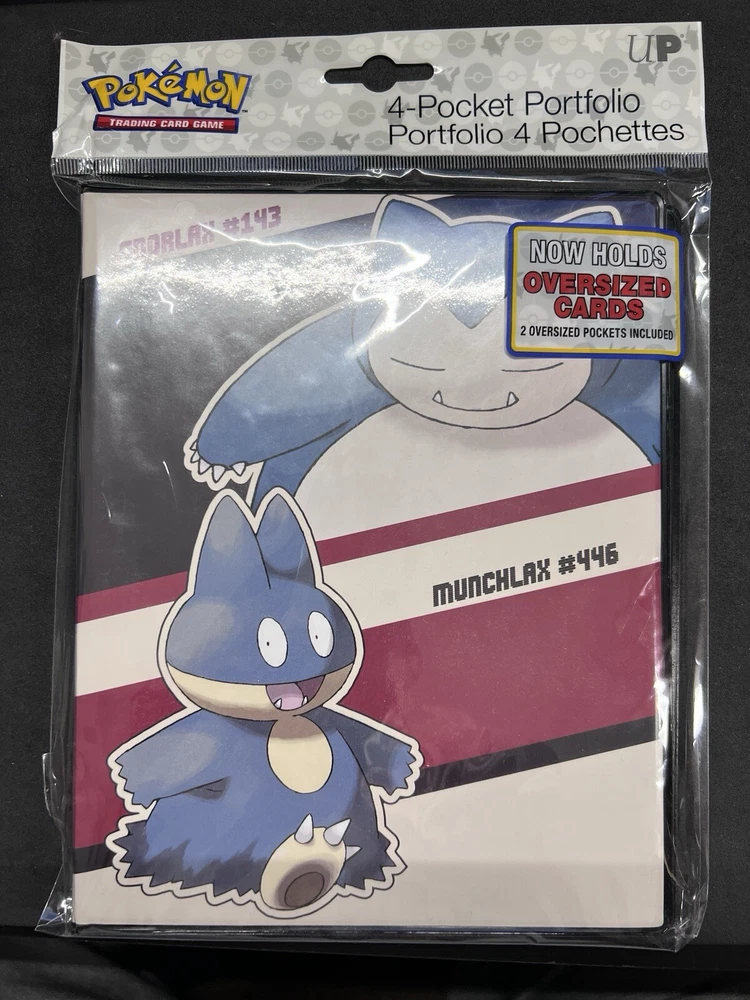 POKéMON
TRADING CARD GAME
UP
4-Pocket Portfolio
Portfolio 4 Pochettes
SNORLAX #143
NOW HOLDS
OVERSIZED
CARDS
2 OVERSIZED POCKETS INCLUDED
MUNCHLAX #446